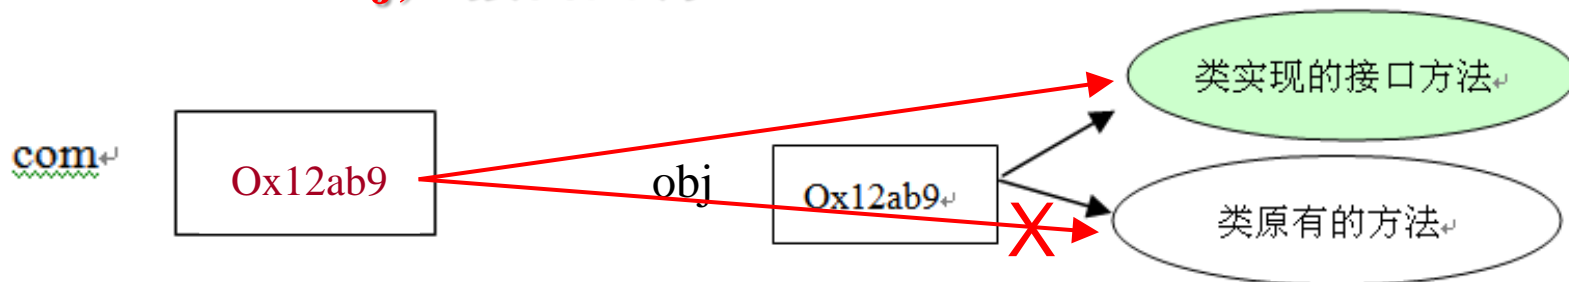 类实现的接口方法
com
Ox12ab9
obj
Ox12ab9
X
类原有的方法